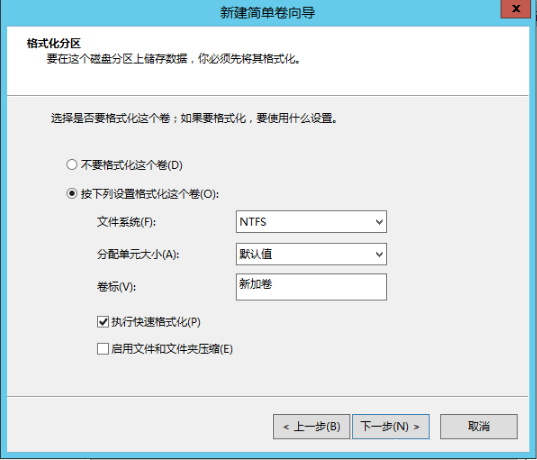 新建简单卷向导
x
格式化分区
要在这个磁盘分区上储存数据，你必须先将其格式化。
选择是否要格式化这个卷；如果要格式化，要使用什么设置。
不要格式化这个卷(D)
按下列设置格式化这个卷(O):
文件系统(F): NTFS
分配单元大小(A): 默认值
卷标(V): 新加卷
执行快速格式化(P)
启用文件和文件夹压缩(E)
< 上一步(B) 下一步(N) > 取消